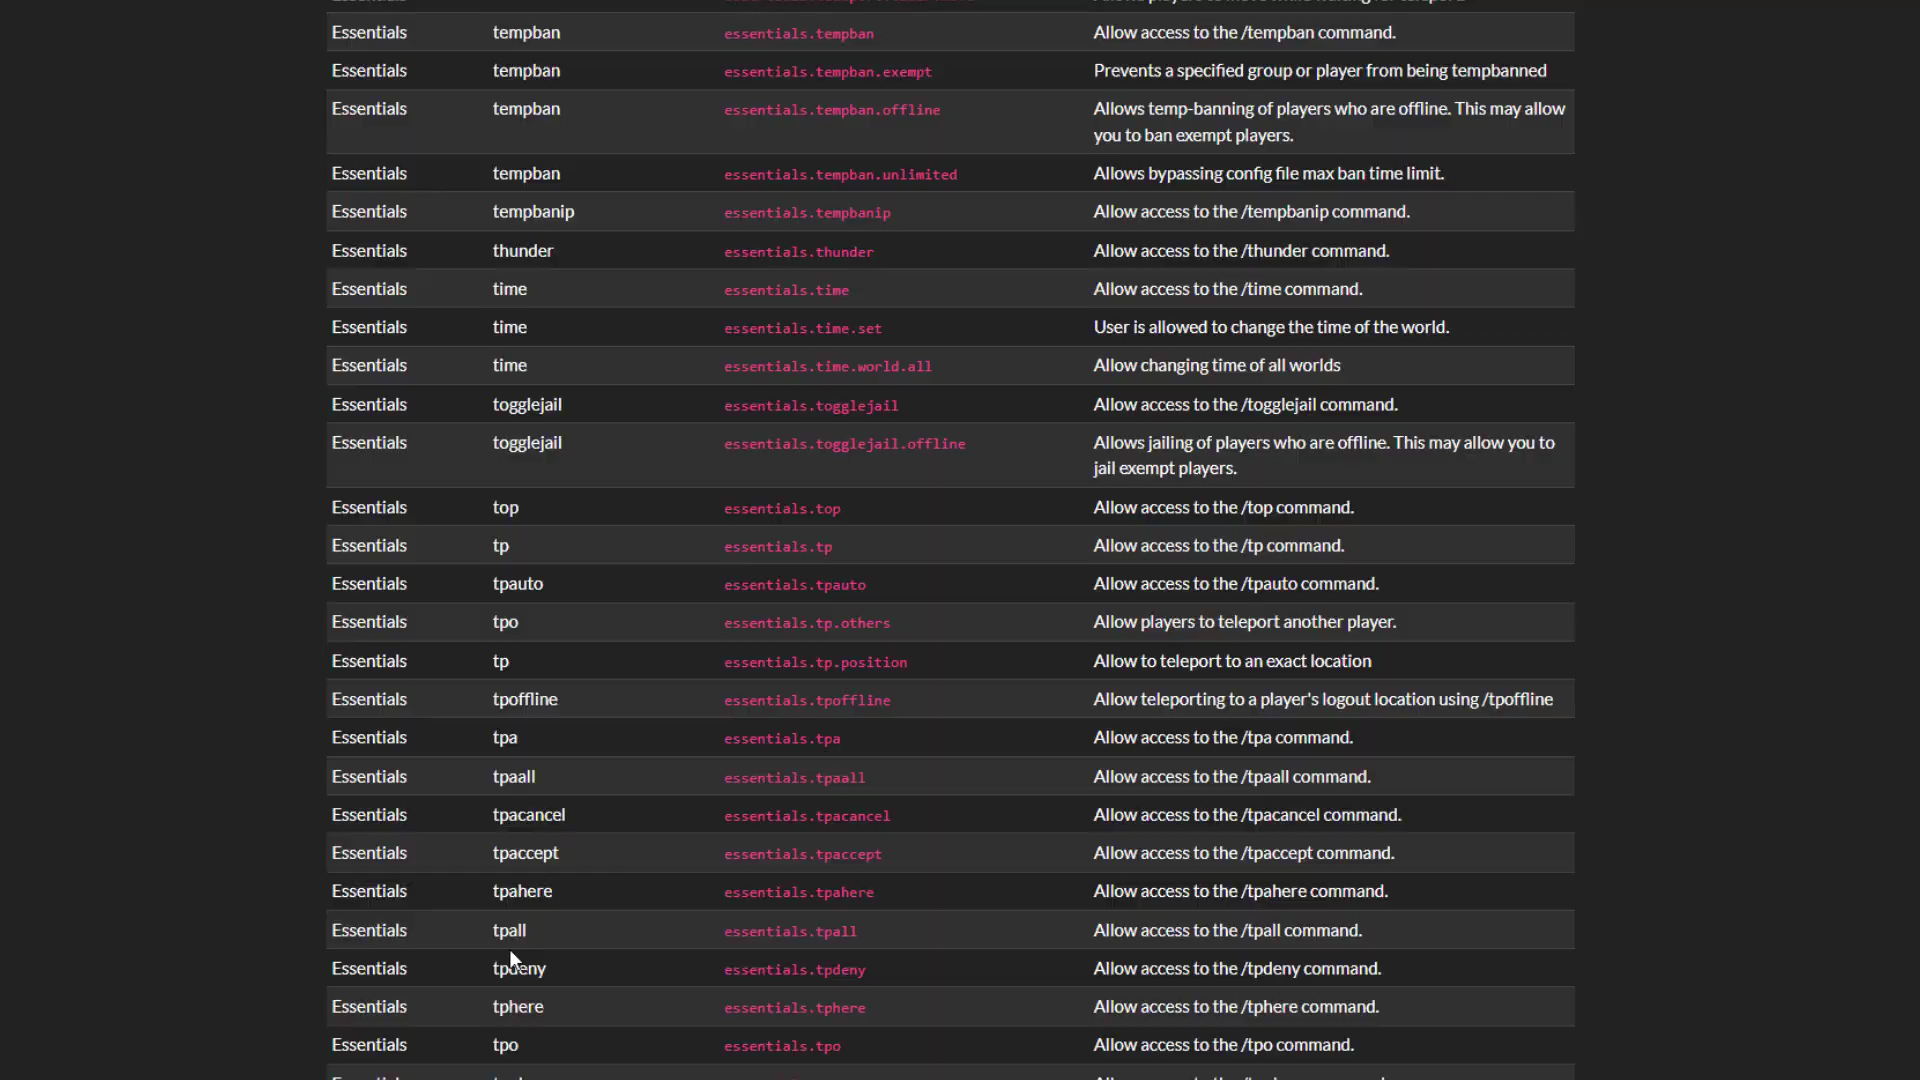 Essentials tempban essentials.tempban Allow access to the /tempban command.
Essentials tempban essentials.tempban.exempt Prevents a specified group or player from being tempbanned
Essentials tempban essentials.tempban.offline Allows temp-banning of players who are offline. This may allow
you to ban exempt players.
Essentials tempban essentials.tempban.unlimited Allows bypassing config file max ban time limit.
Essentials tempbanip essentials.tempbanip Allow access to the /tempbanip command.
Essentials thunder essentials.thunder Allow access to the /thunder command.
Essentials time essentials.time Allow access to the /time command.
Essentials time essentials.time.set User is allowed to change the time of the world.
Essentials time essentials.time.world.all Allow changing time of all worlds
Essentials togglejail essentials.togglejail Allow access to the /togglejail command.
Essentials togglejail essentials.togglejail.offline Allows jailing of players who are offline. This may allow you to
jail exempt players.
Essentials top essentials.top Allow access to the /top command.
Essentials tp essentials.tp Allow access to the /tp command.
Essentials tpauto essentials.tpauto Allow access to the /tpauto command.
Essentials tpo essentials.tp.others Allow players to teleport another player.
Essentials tp essentials.tp.position Allow to teleport to an exact location
Essentials tpoffline essentials.tpoffline Allow teleporting to a player's logout location using /tpoffline
Essentials tpa essentials.tpa Allow access to the /tpa command.
Essentials tpaall essentials.tpaall Allow access to the /tpaall command.
Essentials tpacancel essentials.tpacancel Allow access to the /tpacancel command.
Essentials tpaccept essentials.tpaccept Allow access to the /tpaccept command.
Essentials tpahere essentials.tpahere Allow access to the /tpahere command.
Essentials tpall essentials.tpall Allow access to the /tpall command.
Essentials tpdeny essentials.tpdeny Allow access to the /tpdeny command.
Essentials tphere essentials.tphere Allow access to the /tphere command.
Essentials tpo essentials.tpo Allow access to the /tpo command.